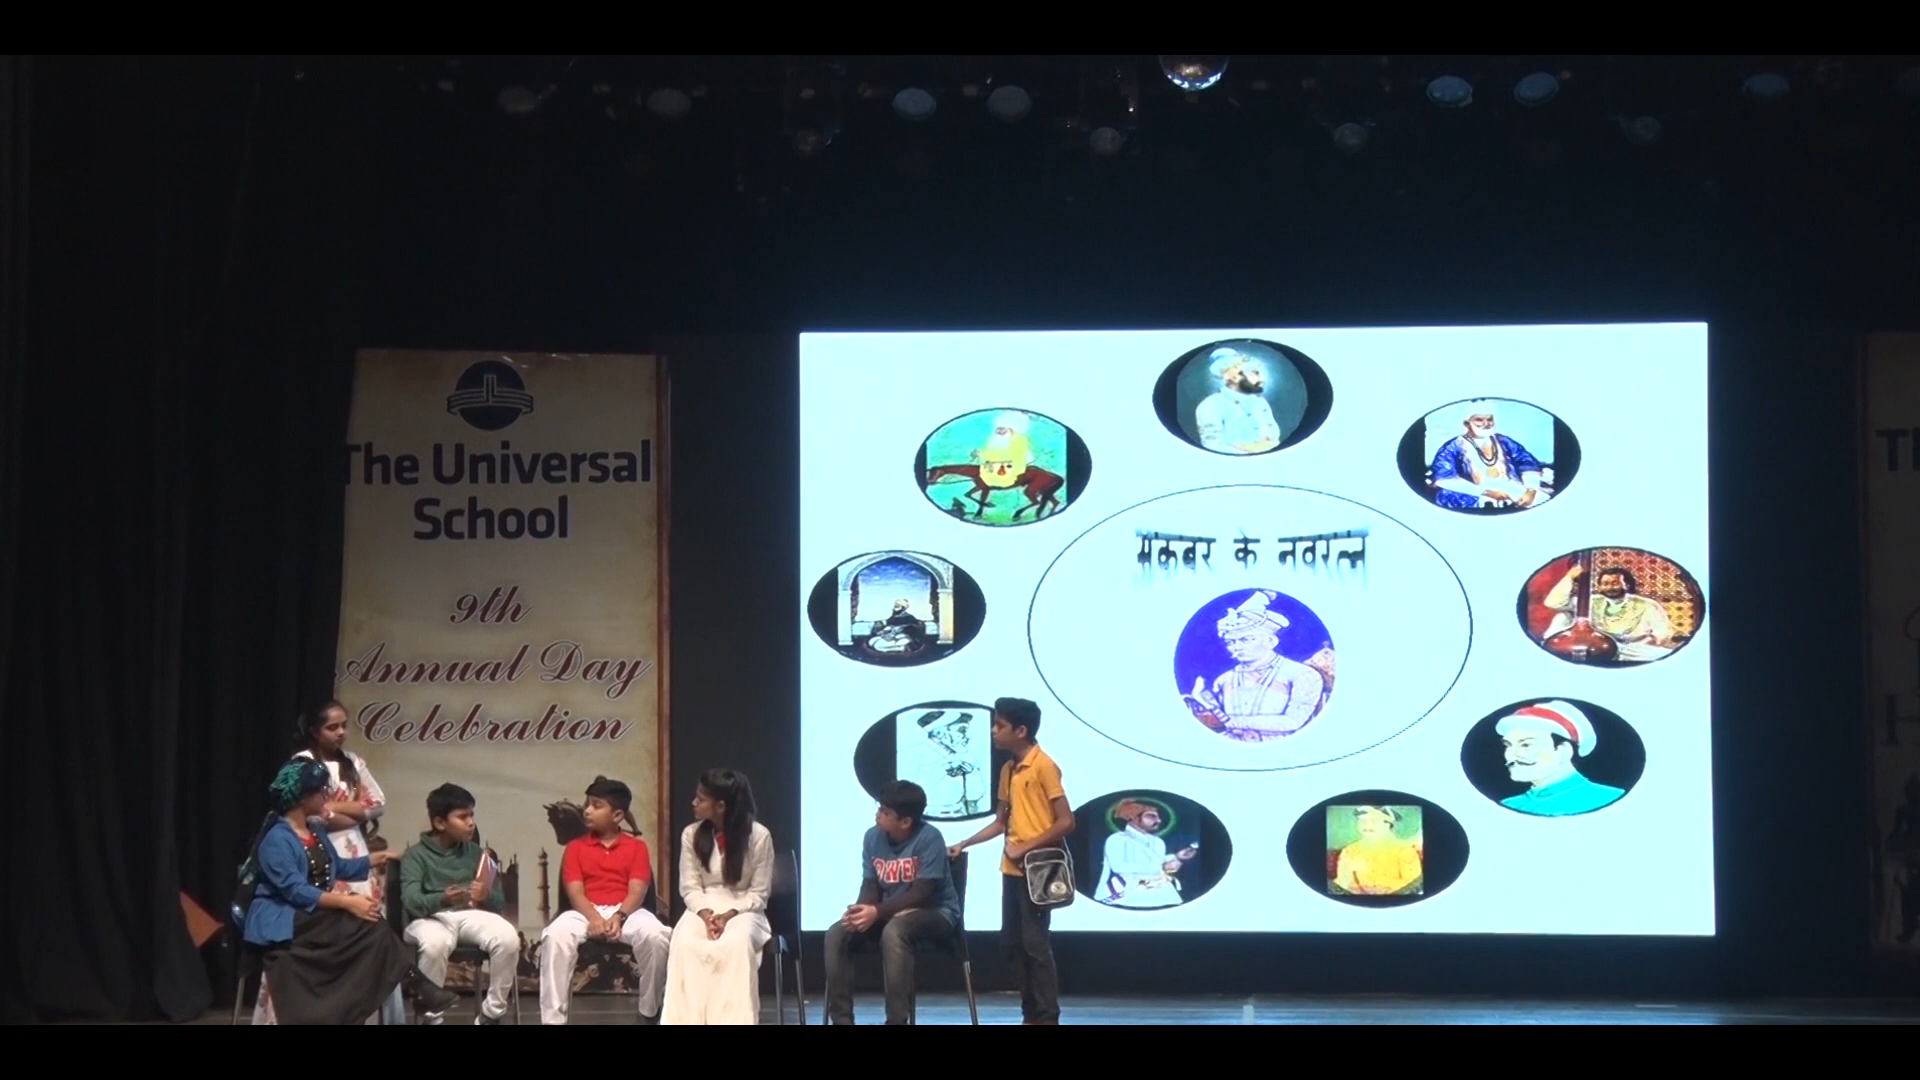 The Universal
School
9th
Annual Day
Celebration
अकबर के नवरत्न